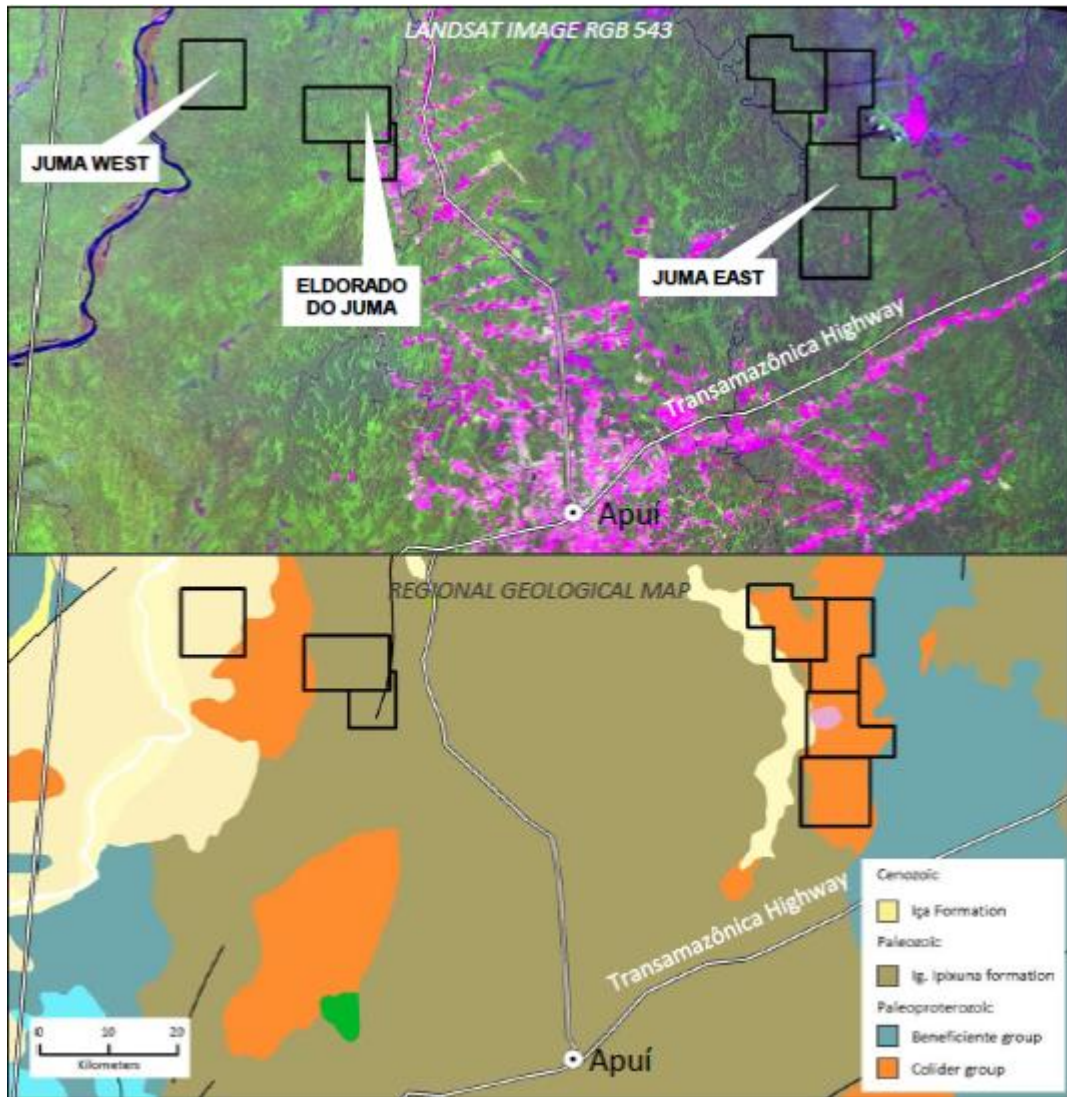 LANDSAT IMAGE RGB 543
JUMA WEST
ELDORADO
DO JUMA
JUMA EAST
Transamazônica Highway
Apuí
REGIONAL GEOLOGICAL MAP
Transamazônica Highway
Cenozoic
Iça Formation
Paleozoic
Ig. Ipixuna formation
Paleoproterozoic
Beneficiente group
Colider group
0 10 20
Kilometers
Apuí